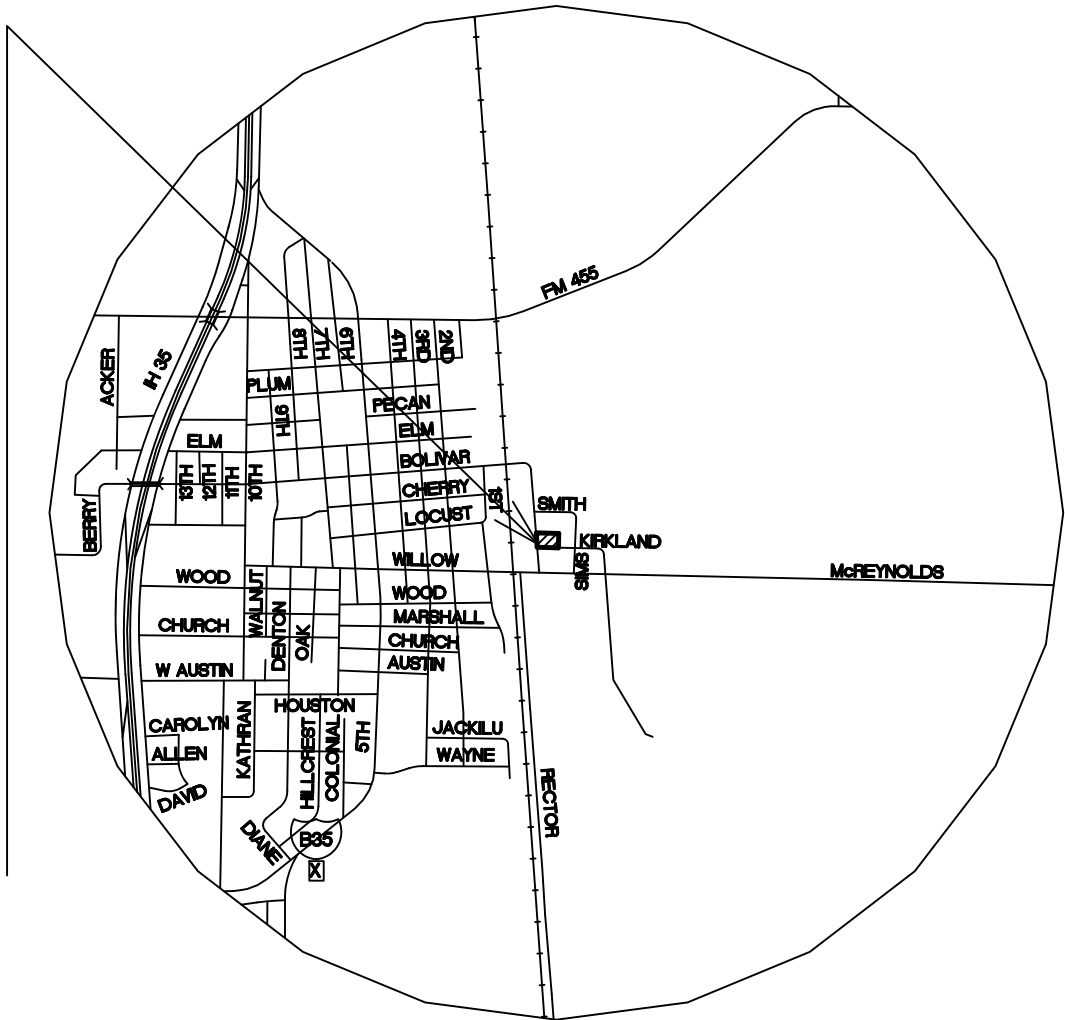 FM 455
8TH
7TH
6TH
4TH
3RD
2ND
ACKER
IH 35
PLUM
9TH
PECAN
ELM
ELM
BOLIVAR
13TH
12TH
11TH
10TH
CHERRY
1ST
SMITH
BERRY
LOCUST
KIRKLAND
WILLOW
SIMS
McREYNOLDS
WOOD
WALNUT
WOOD
DENTON
MARSHALL
CHURCH
OAK
CHURCH
W AUSTIN
AUSTIN
HOUSTON
CAROLYN
KATHRAN
HILLCREST
COLONIAL
5TH
JACKILU
ALLEN
WAYNE
DAVID
RECTOR
DIANE
B35
X